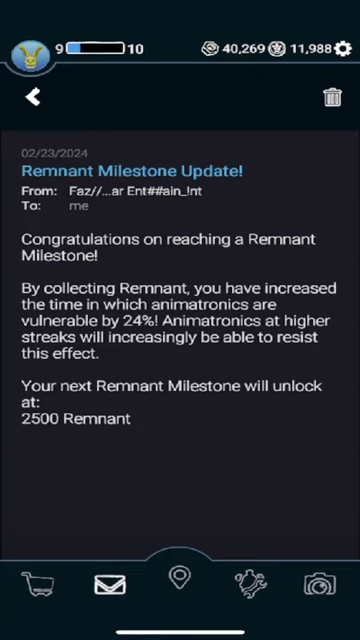 9 10 40,269 11,988
02/23/2024
Remnant Milestone Update!
From: Faz//...ar Ent##ain_!nt
To: me
Congratulations on reaching a Remnant
Milestone!
By collecting Remnant, you have increased
the time in which animatronics are
vulnerable by 24%! Animatronics at higher
streaks will increasingly be able to resist
this effect.
Your next Remnant Milestone will unlock
at:
2500 Remnant